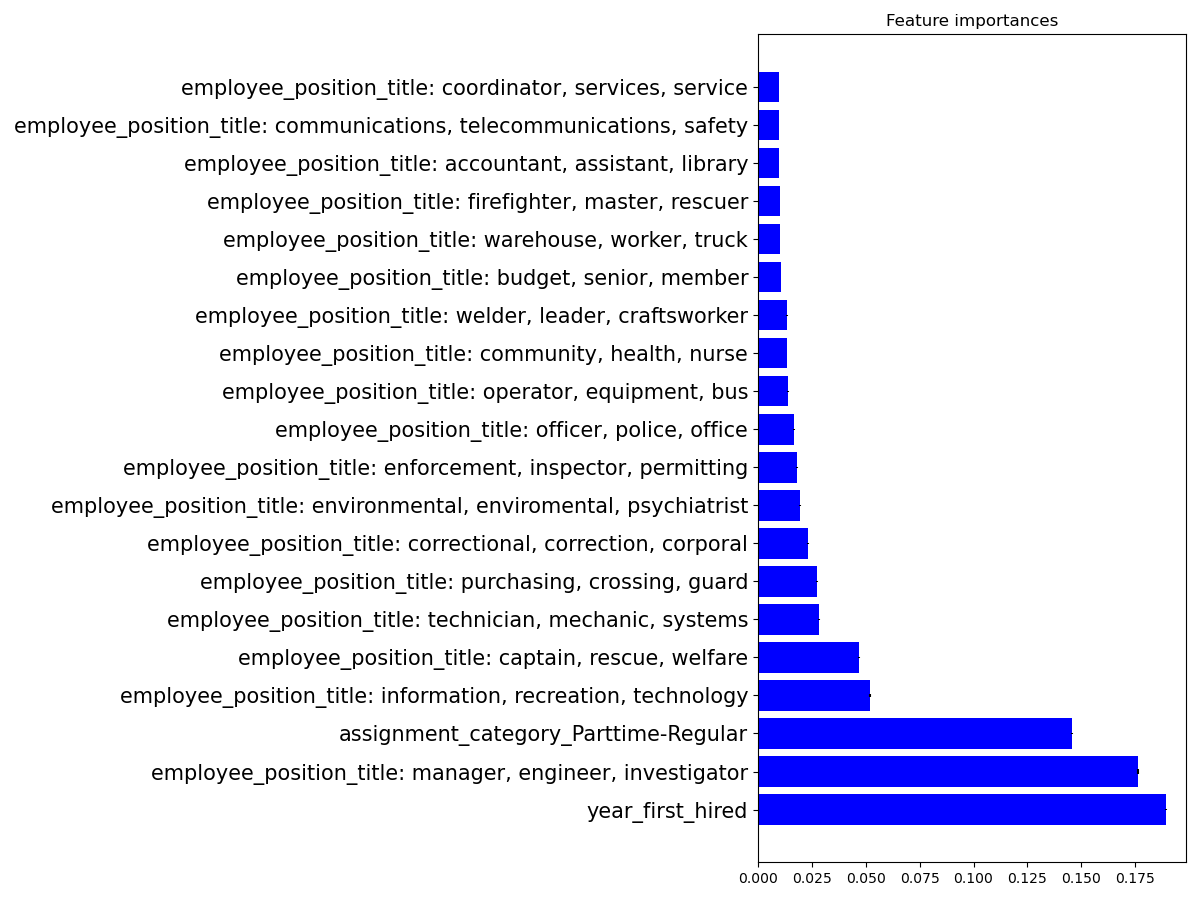 Feature importances
employee_position_title: coordinator, services, service
employee_position_title: communications, telecommunications, safety
employee_position_title: accountant, assistant, library
employee_position_title: firefighter, master, rescuer
employee_position_title: warehouse, worker, truck
employee_position_title: budget, senior, member
employee_position_title: welder, leader, craftsworker
employee_position_title: community, health, nurse
employee_position_title: operator, equipment, bus
employee_position_title: officer, police, office
employee_position_title: enforcement, inspector, permitting
employee_position_title: environmental, enviromental, psychiatrist
employee_position_title: correctional, correction, corporal
employee_position_title: purchasing, crossing, guard
employee_position_title: technician, mechanic, systems
employee_position_title: captain, rescue, welfare
employee_position_title: information, recreation, technology
assignment_category_Parttime-Regular
employee_position_title: manager, engineer, investigator
year_first_hired
0.000 0.025 0.050 0.075 0.100 0.125 0.150 0.175